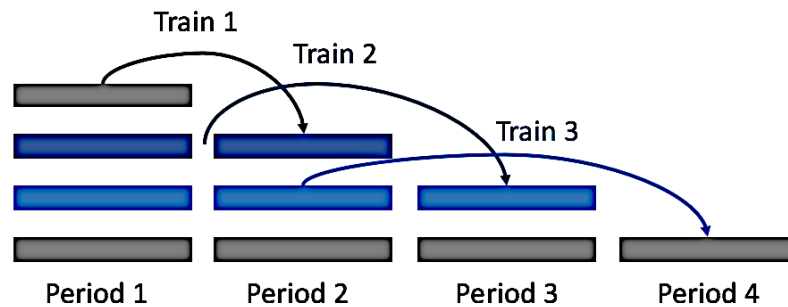 Train 1
Train 2
Train 3
Period 1
Period 2
Period 3
Period 4